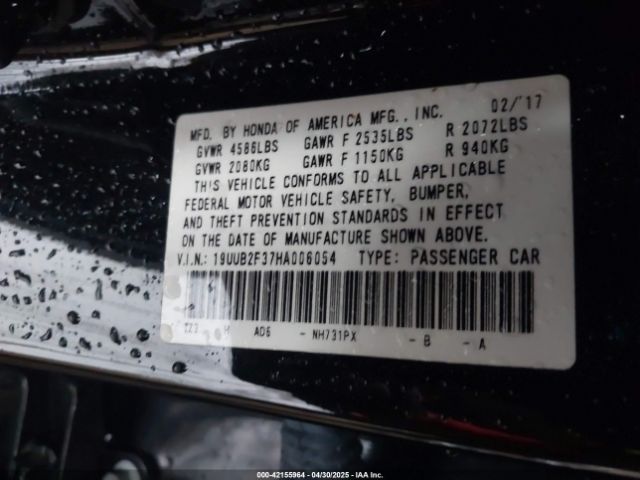 MFD. BY HONDA OF AMERICA MFG., INC. 02/'17
GVWR 4586LBS GAWR F 2535LBS R 2072LBS
GVWR 2080KG GAWR F 1150KG R 940KG
THIS VEHICLE CONFORMS TO ALL APPLICABLE
FEDERAL MOTOR VEHICLE SAFETY, BUMPER,
AND THEFT PREVENTION STANDARDS IN EFFECT
ON THE DATE OF MANUFACTURE SHOWN ABOVE.
V.I.N.: 19UUB2F37HA006054 TYPE: PASSENGER CAR
H A06 - NH731PX - B - A
000-42155964 - 04/30/2025 - IAA Inc.